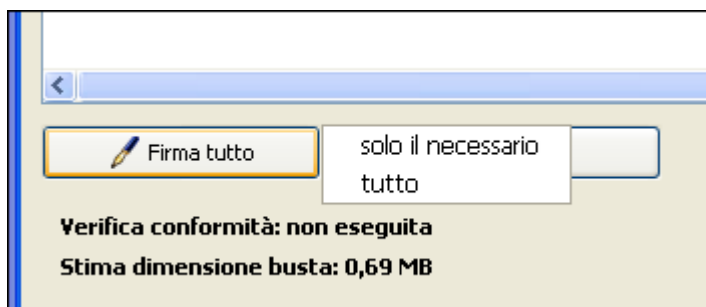 Firma tutto
solo il necessario
tutto
Verifica conformità: non eseguita
Stima dimensione busta: 0,69 MB